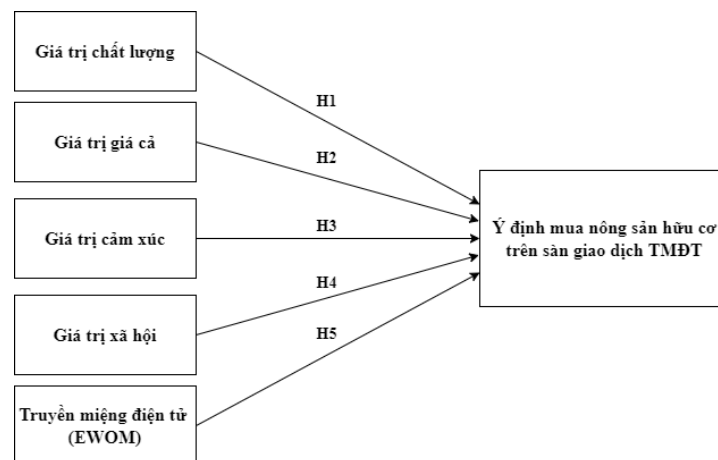 Giá trị chất lượng
H1
Giá trị giá cả
H2
Giá trị cảm xúc
H3
Ý định mua nông sản hữu cơ
trên sàn giao dịch TMĐT
H4
Giá trị xã hội
H5
Truyền miệng điện tử
(EWOM)